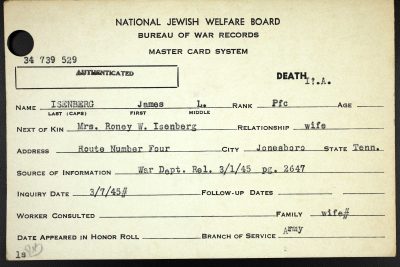 NATIONAL JEWISH WELFARE BOARD
BUREAU OF WAR RECORDS
MASTER CARD SYSTEM
34 739 529
AUTHENTICATED
DEATH
NAME ISENBERG James L. RANK Pfc AGE
LAST (CAPS) FIRST MIDDLE
NEXT OF KIN Mrs. Roney W. Isenberg RELATIONSHIP wife
ADDRESS Route Number Four CITY Jonesboro STATE Tenn.
SOURCE OF INFORMATION War Dept. Rel. 3/1/45 pg. 2647
INQUIRY DATE 3/7/45# FOLLOW-UP DATES
WORKER CONSULTED FAMILY wife#
DATE APPEARED IN HONOR ROLL BRANCH OF SERVICE Army
ls